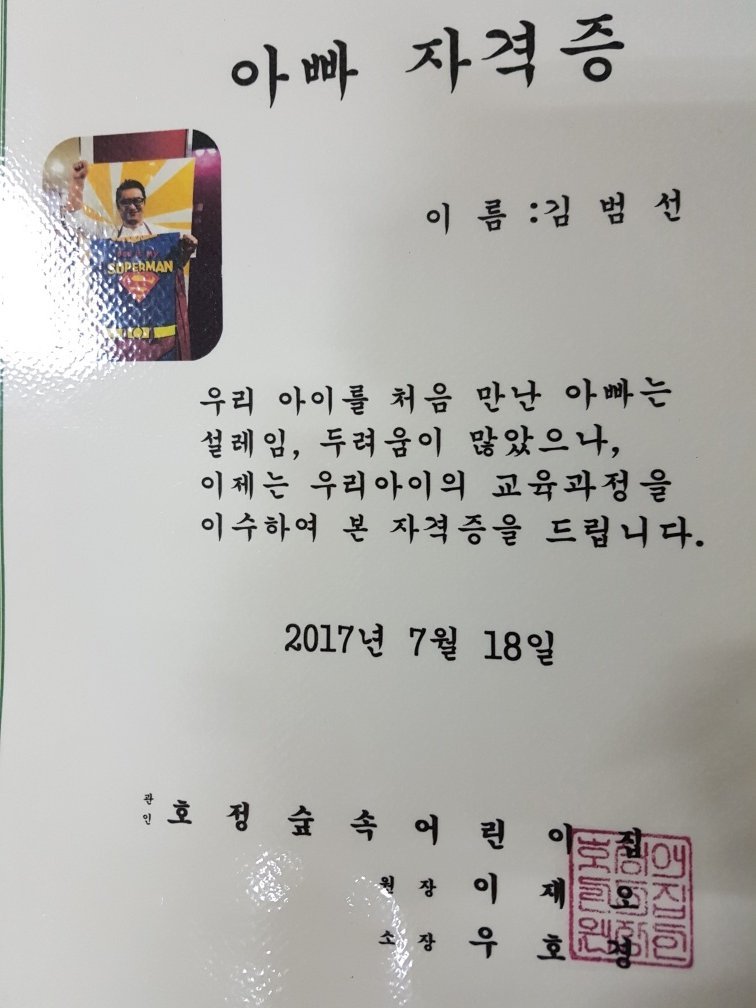 아빠 자격증
SUPERMAN
이 름 :김 범 선
우리 아이를 처음 만난 아빠는
설레임, 두려움이 많았으나,
이제는 우리아이의 교육과정을
이수하여 본 자격증을 드립니다.
2017년 7월 18일
관인 호 정 숲 속 어 린 이 집
원 장 이 재 오
소 장 우 호 경